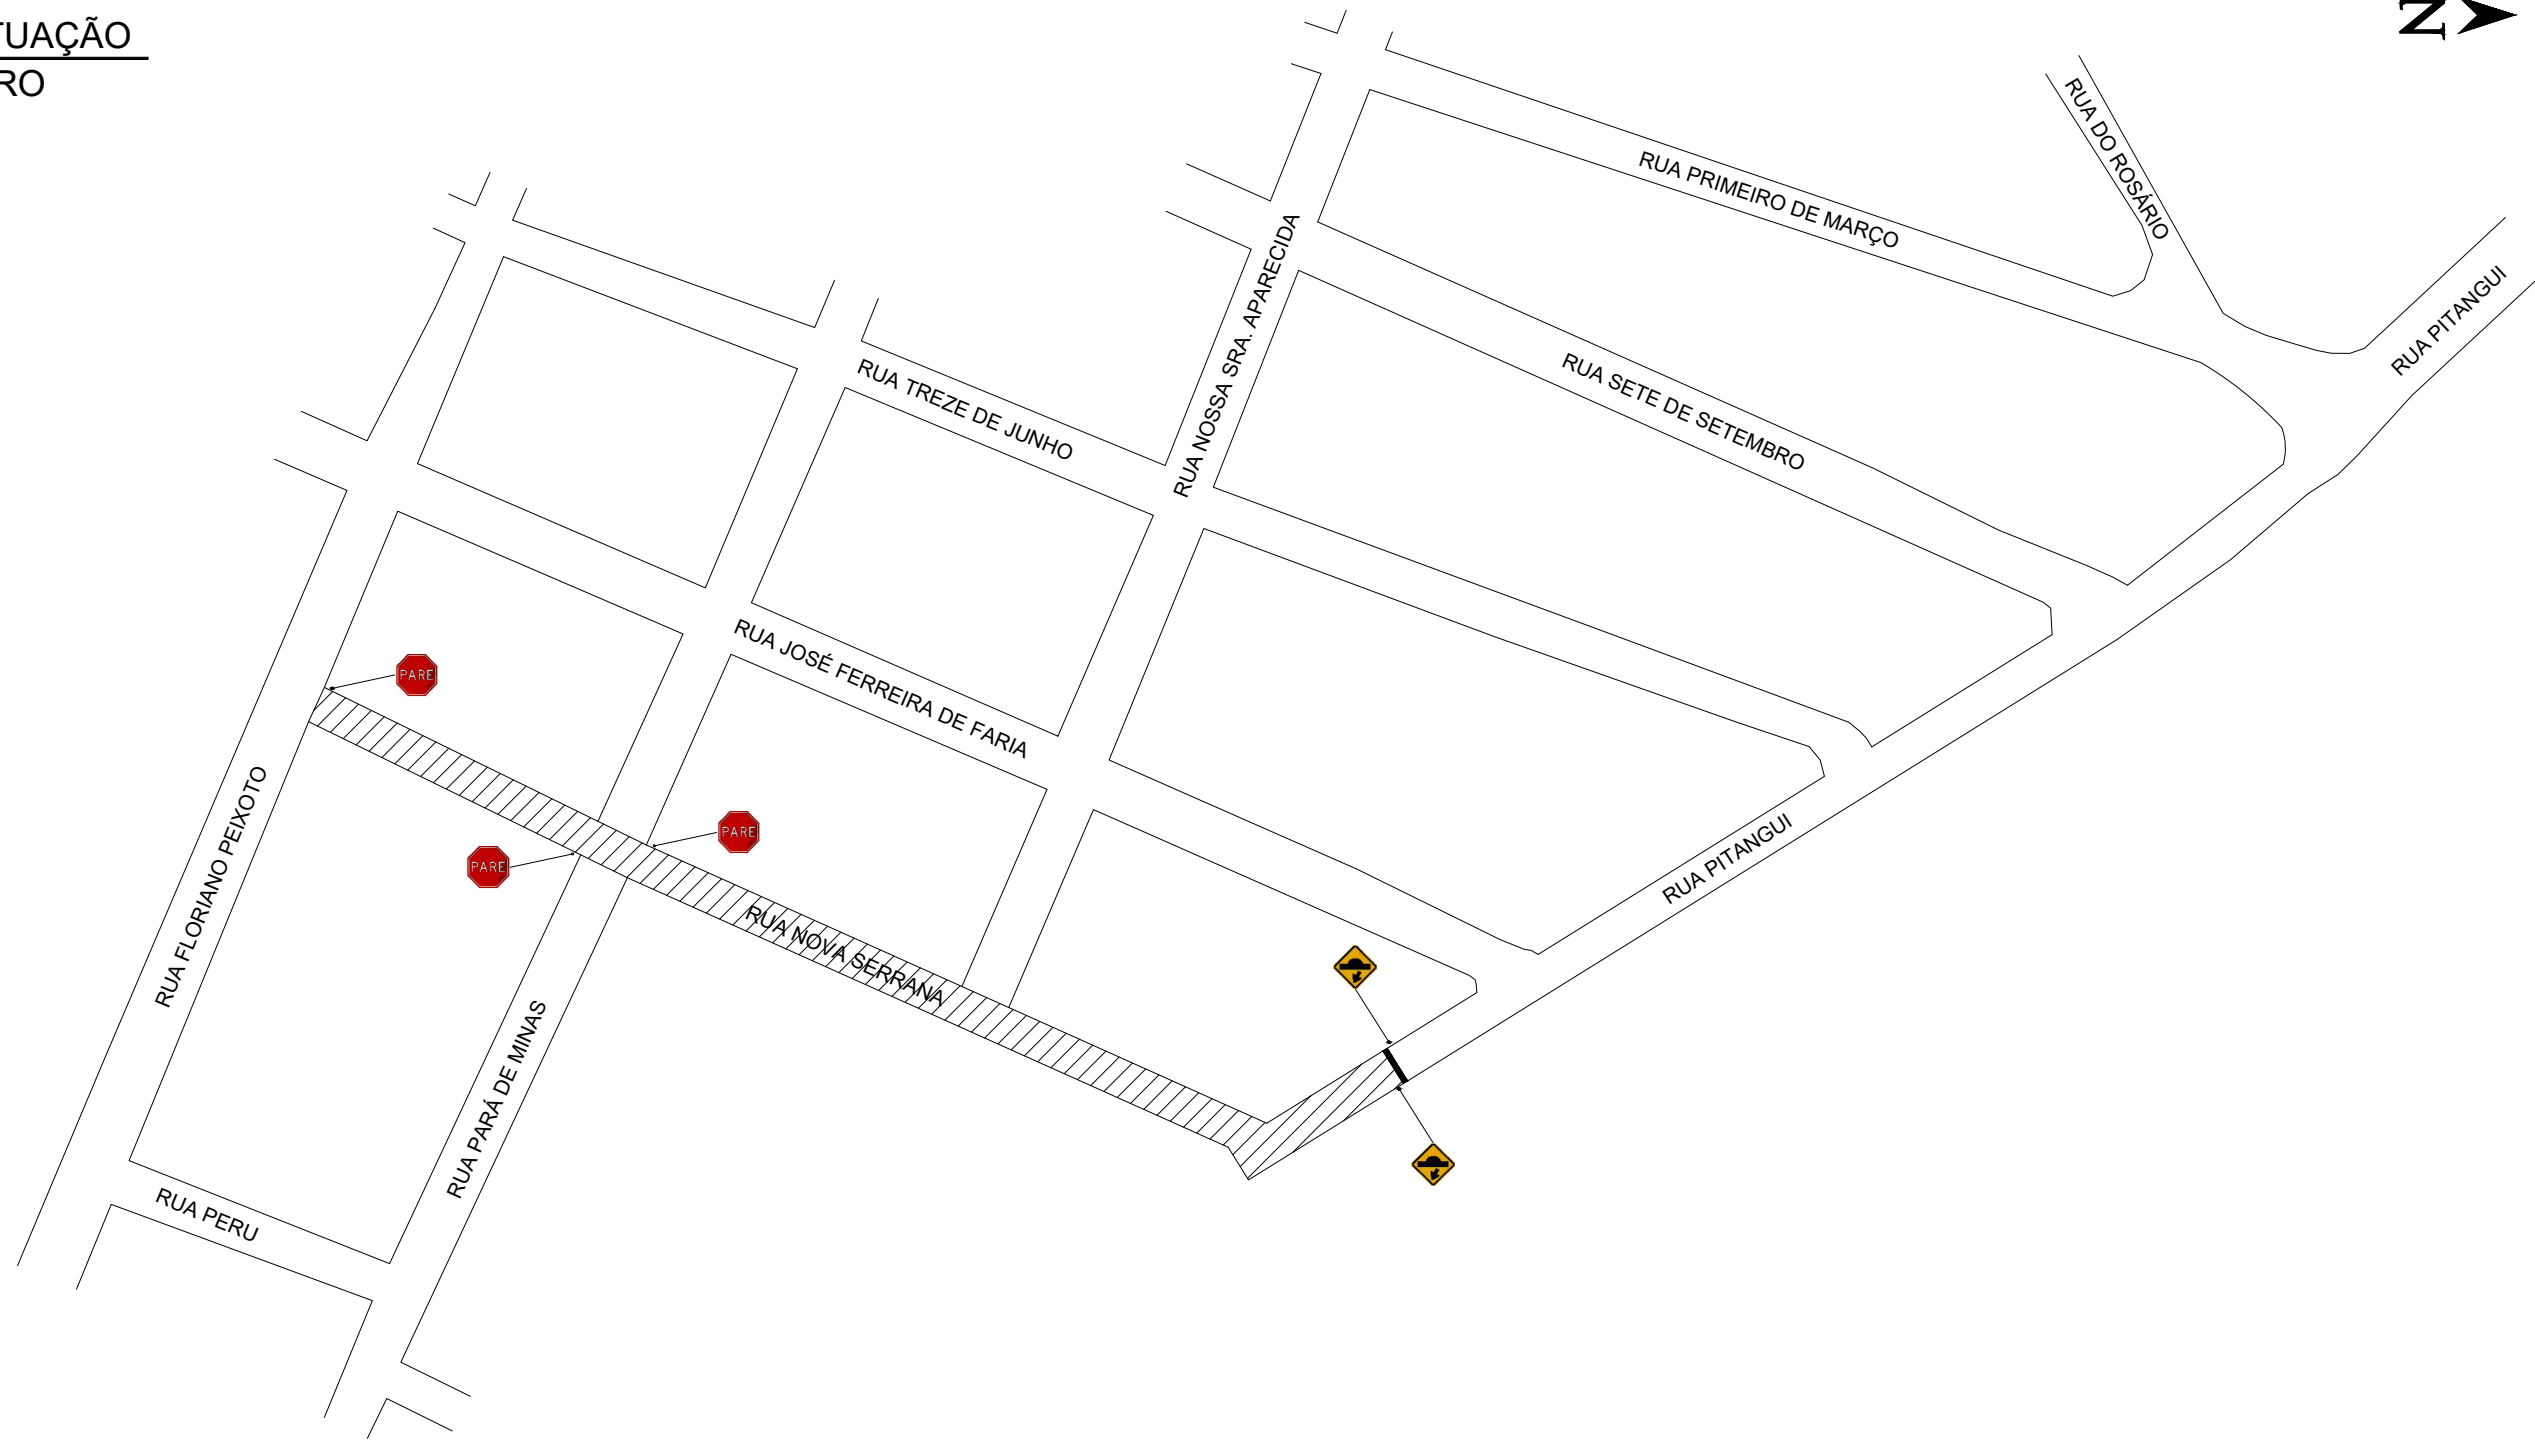 TUAÇÃO
RO
N
RUA DO ROSÁRIO
RUA PRIMEIRO DE MARÇO
RUA PITANGUI
RUA NOSSA SRA. APARECIDA
RUA TREZE DE JUNHO
RUA SETE DE SETEMBRO
RUA JOSÉ FERREIRA DE FARIA
PARE
PARE
PARE
RUA FLORIANO PEIXOTO
RUA PITANGUI
RUA NOVA SERRANA
RUA PARÁ DE MINAS
RUA PERU